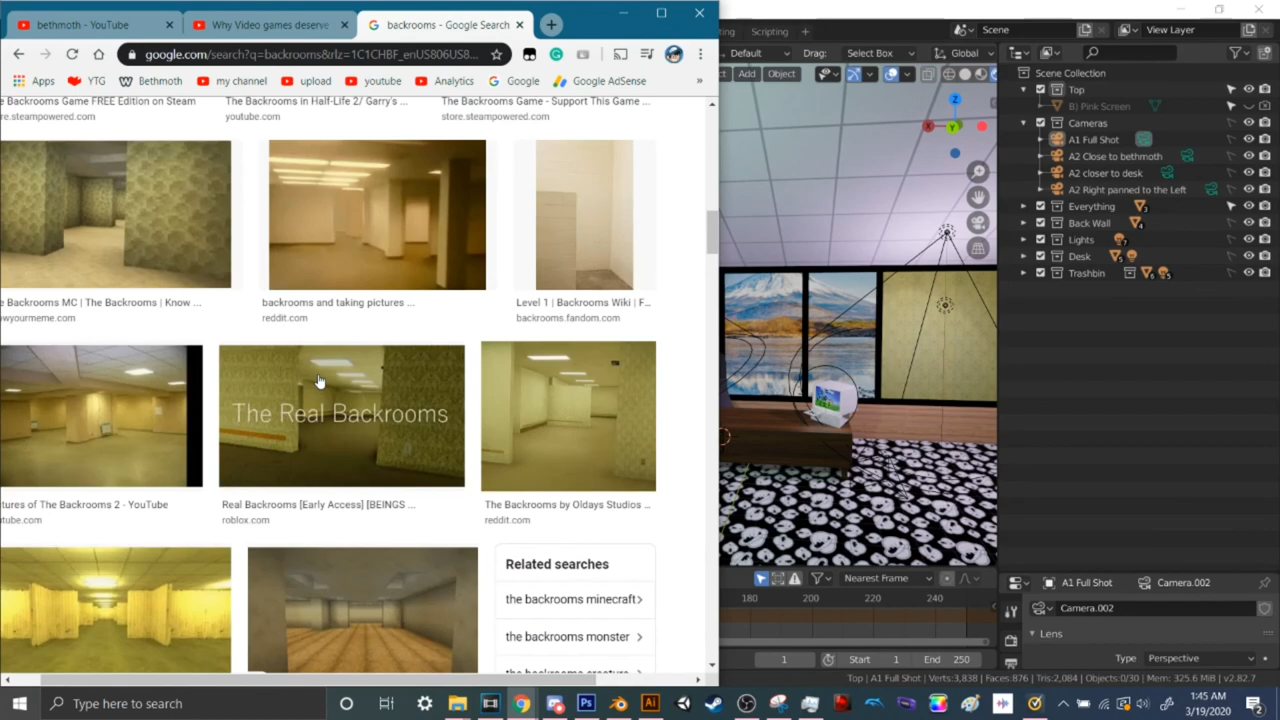 bethmoth - YouTube
Why Video games deserve
backrooms - Google Search
google.com/search?q=backrooms&rlz=1C1CHBF_enUS806US8...
Apps
YTG
Bethmoth
my channel
upload
youtube
Analytics
Google
Google AdSense
»
e Backrooms Game FREE Edition on Steam
The Backrooms in Half-Life 2/ Garry's ...
The Backrooms Game - Support This Game ...
re.steampowered.com
youtube.com
store.steampowered.com
e Backrooms MC | The Backrooms | Know ...
backrooms and taking pictures ...
Level 1 | Backrooms Wiki | F...
owyourmeme.com
reddit.com
backrooms.fandom.com
The Real Backrooms
tures of The Backrooms 2 - YouTube
Real Backrooms [Early Access] [BEINGS ...
The Backrooms by Oldays Studios ...
tube.com
roblox.com
reddit.com
Related searches
the backrooms minecraft
the backrooms monster
Scripting
Scene
View Layer
Default
Drag:
Select Box
Global
ct
Add
Object
Z
X
Y
Scene Collection
Top
B) Pink Screen
Cameras
A1 Full Shot
A2 Close to bethmoth
A2 closer to desk
A2 Right panned to the Left
Everything
3
Back Wall
4
Lights
7
Desk
Trashbin
Nearest Frame
180
200
220
240
1
Start
1
End
250
A1 Full Shot
Camera.002
Camera.002
Lens
Type
Perspective
Top | A1 Full Shot | Verts:3,838 | Faces:876 | Tris:2,084 | Objects:0/30 | Mem: 325.6 MiB | v2.82.7
Type here to search
Ps
Ai
1:45 AM
3/19/2020
2